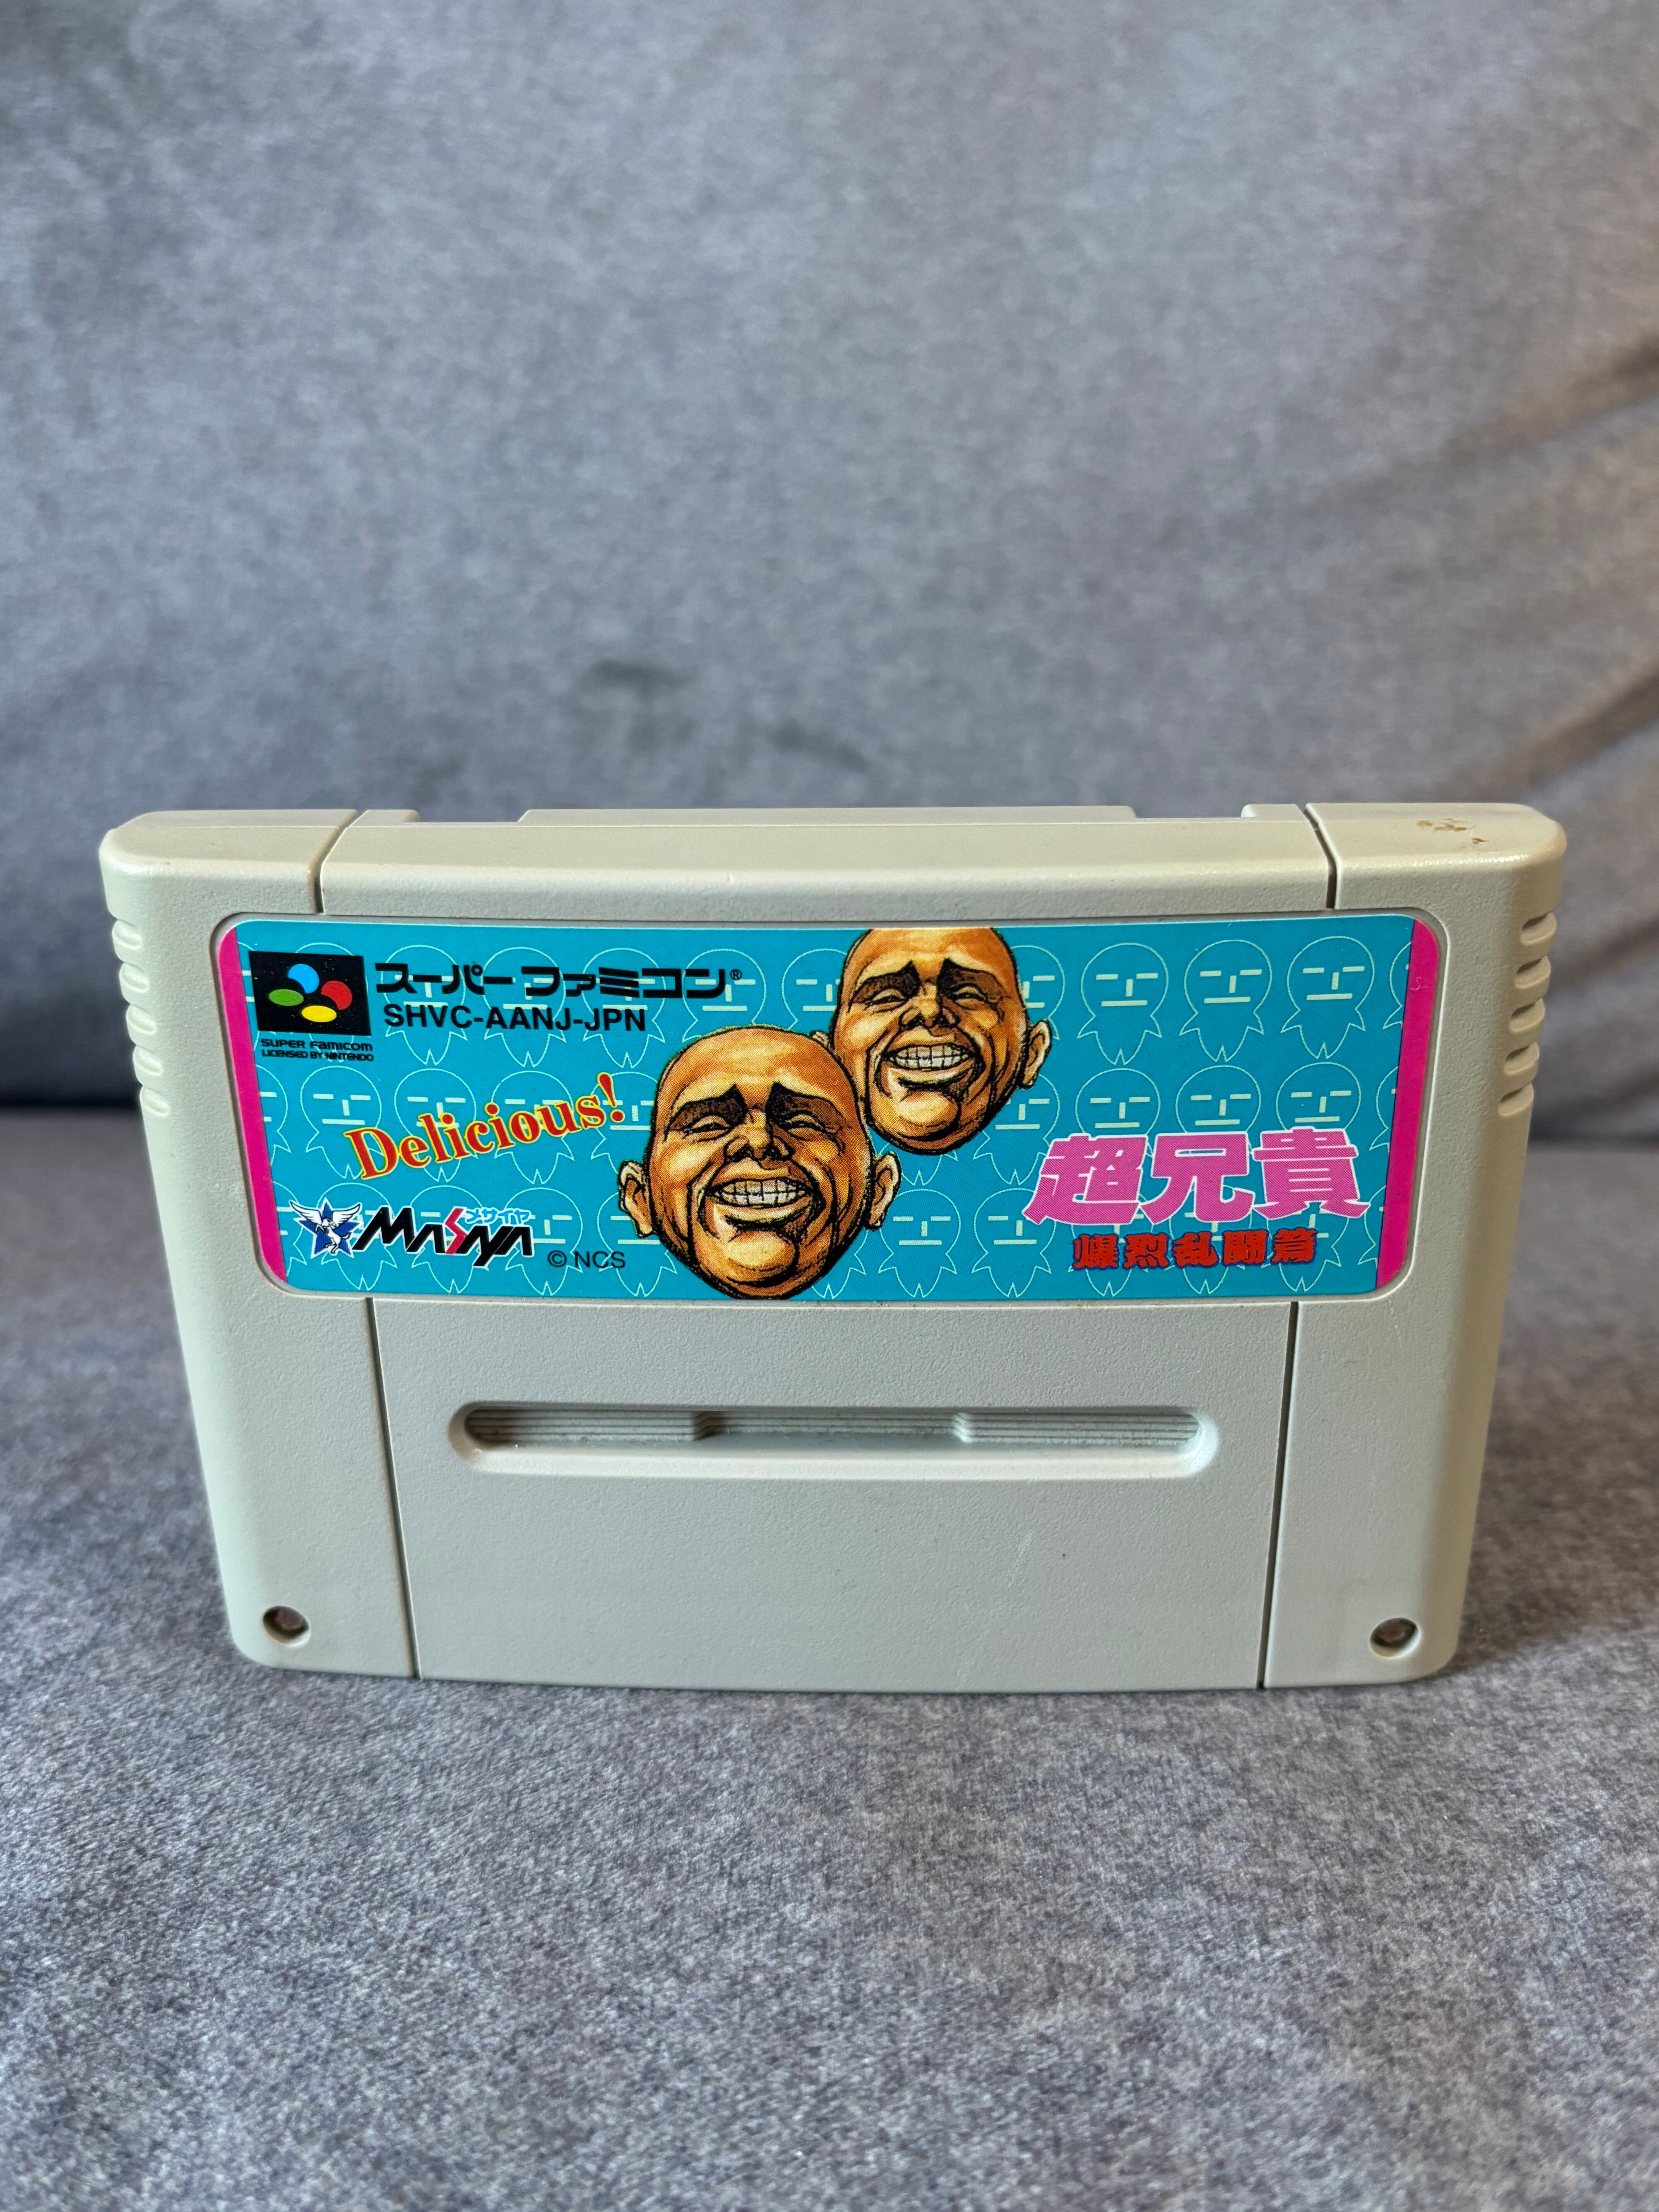 スーパーファミコン®
SHVC-AANJ-JPN
SUPER FAMICOM
LICENSED BY NINTENDO
Delicious!
超兄貴
爆烈乱闘篇
メサイヤ
MASAYA
© NCS